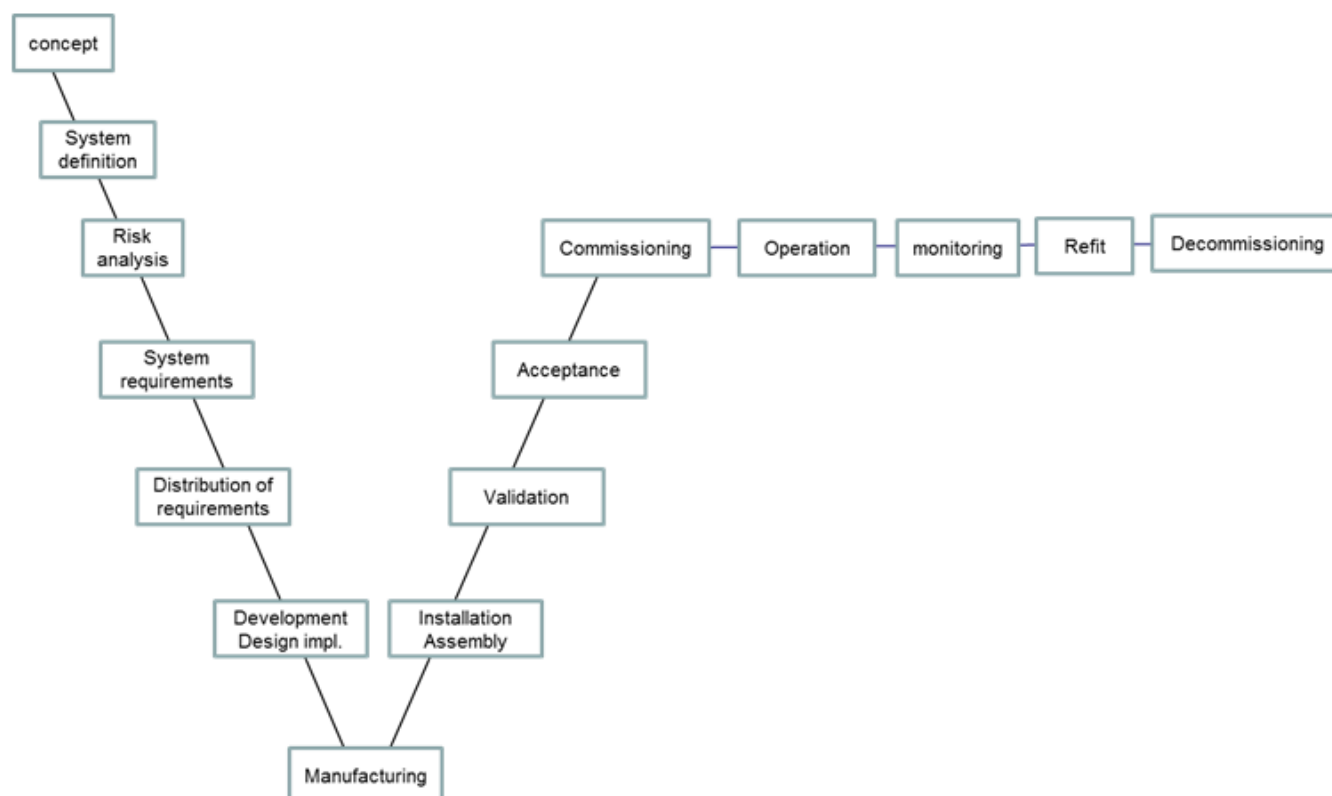 concept
System
definition
Risk
analysis
System
requirements
Distribution of
requirements
Development
Design impl.
Manufacturing
Installation
Assembly
Validation
Acceptance
Commissioning
Operation
monitoring
Refit
Decommissioning